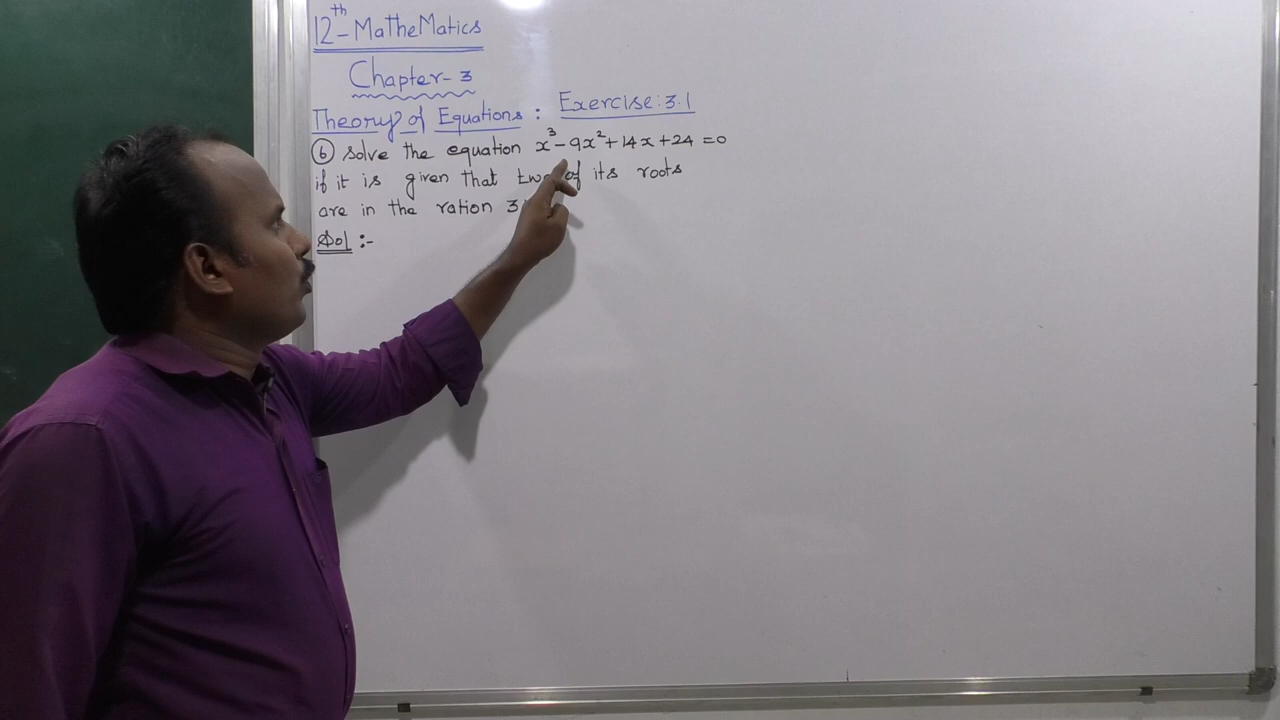 12th - MatheMatics
Chapter - 3
Theory of Equations : Exercise: 3.1
⑥ Solve the equation x³ - 9x² + 14x + 24 = 0
if it is given that two of its roots
are in the ration 3
Sol :-